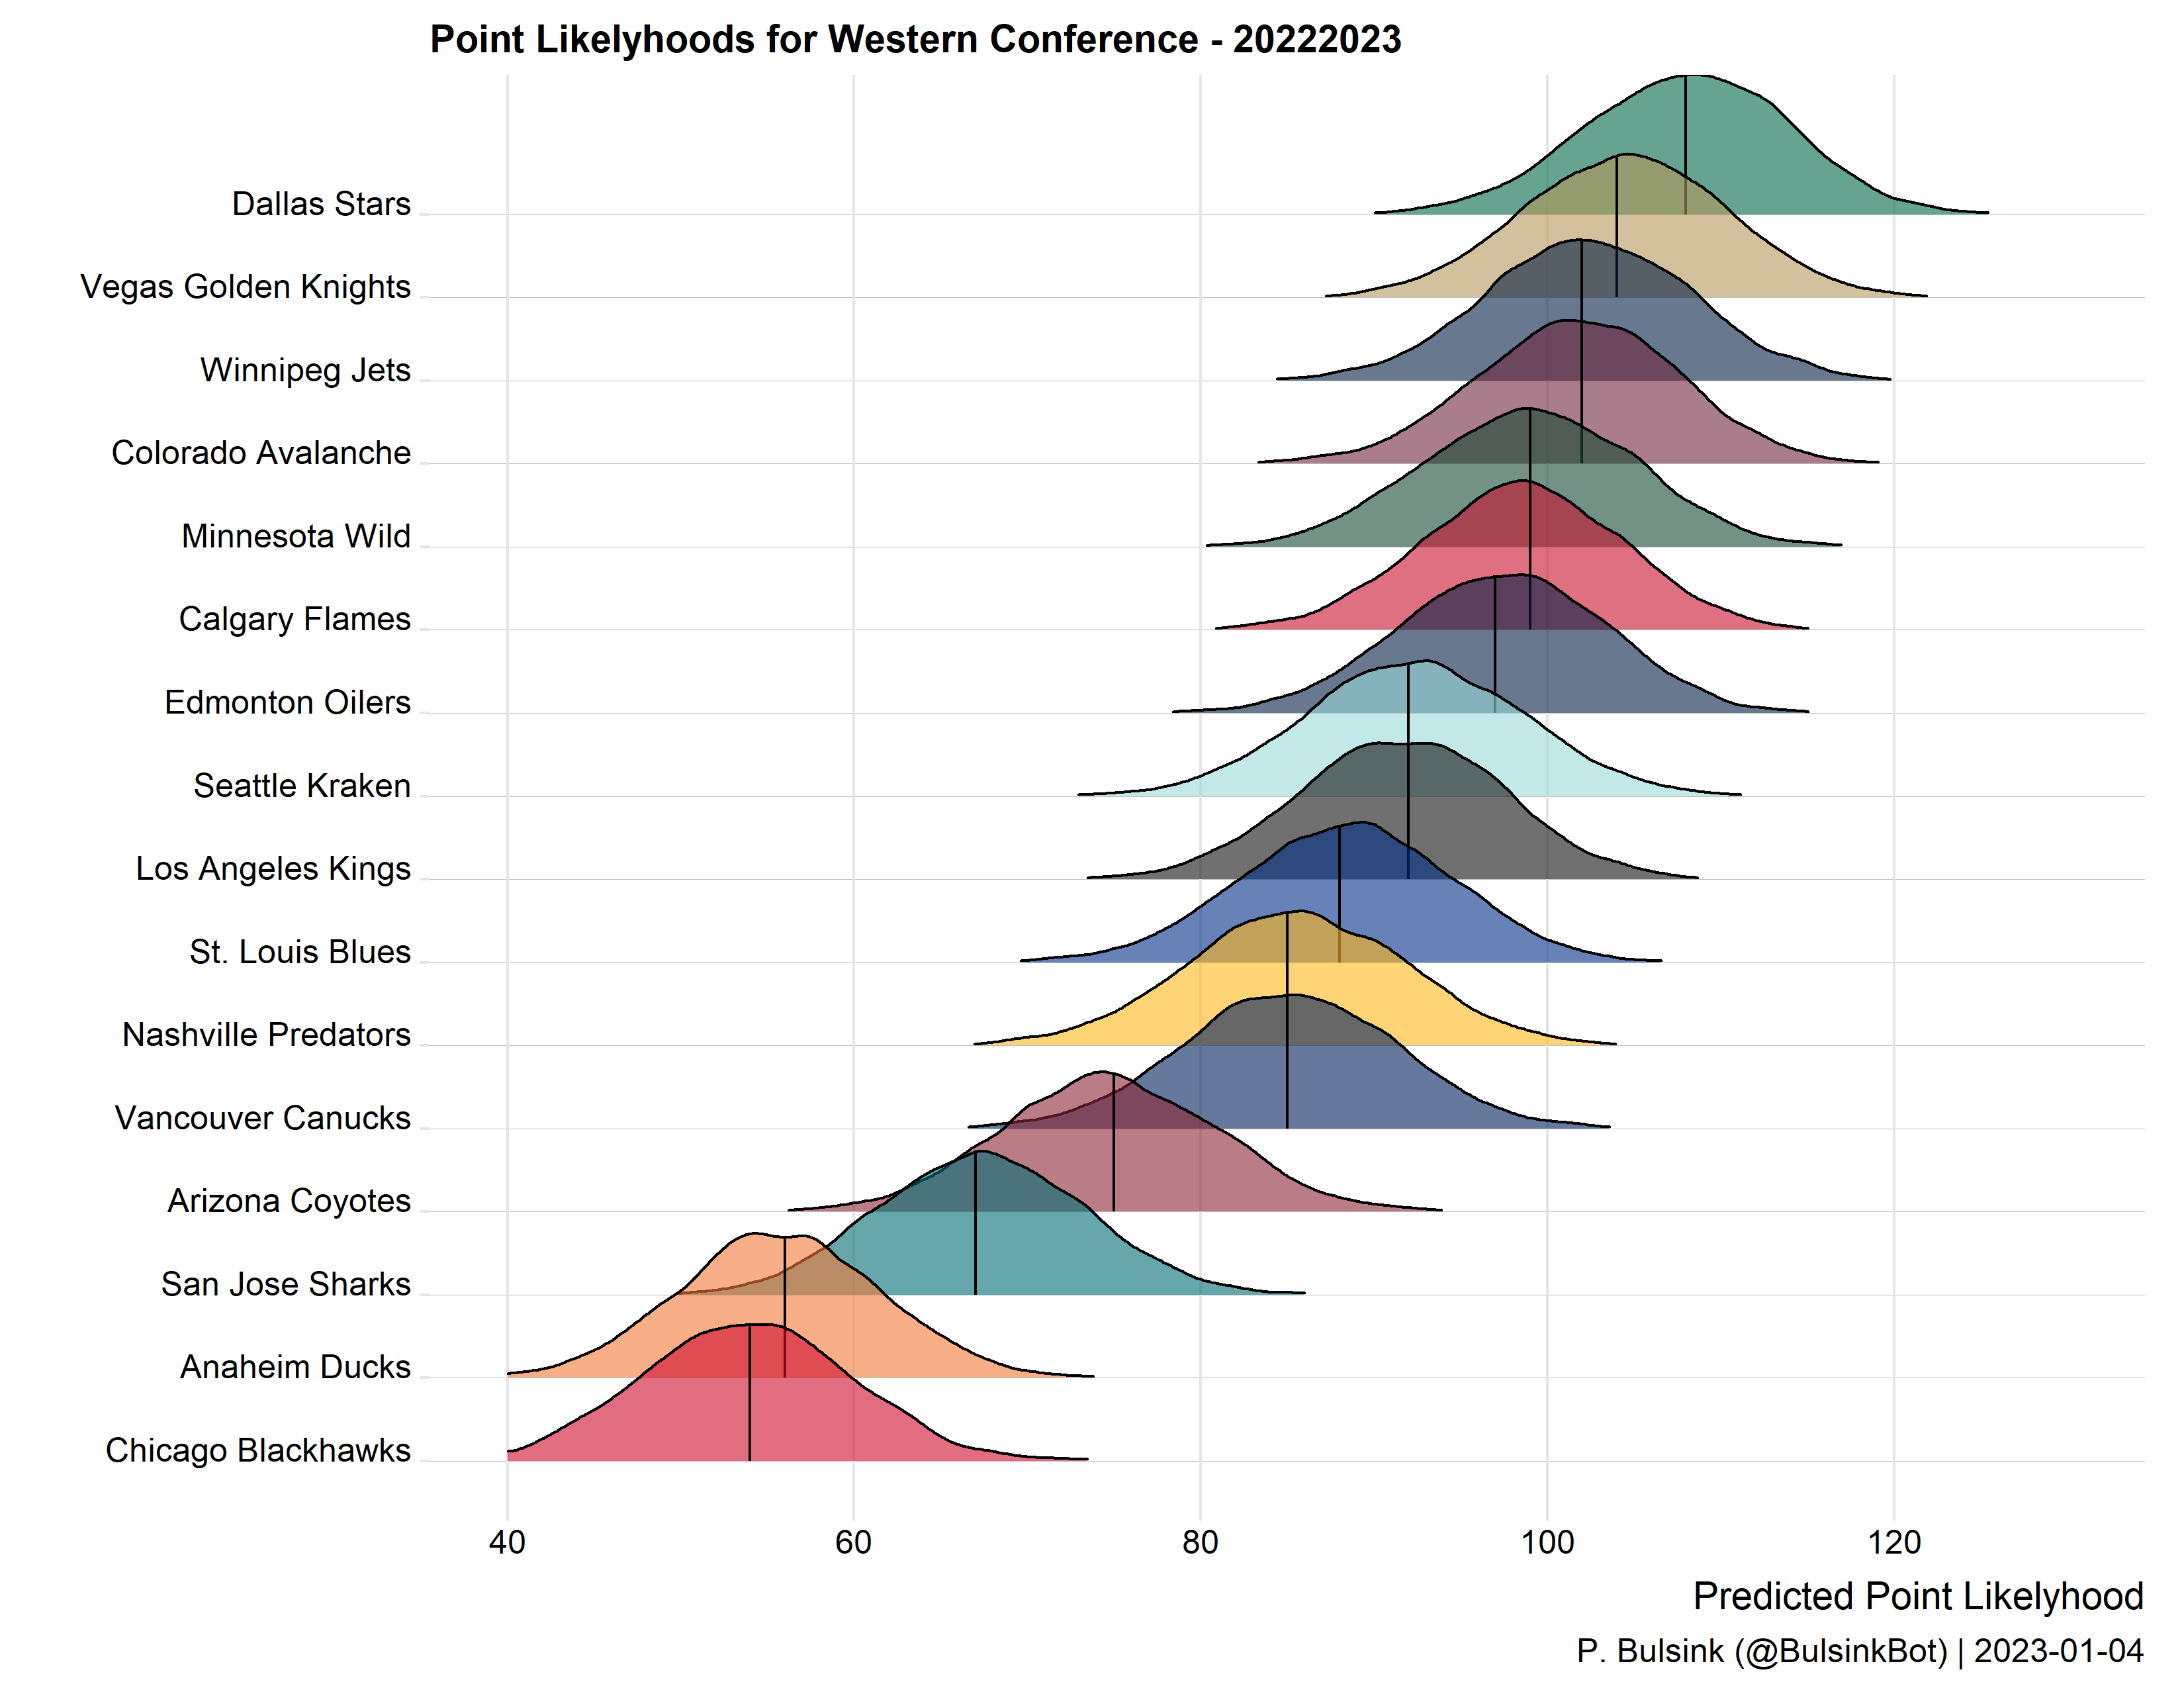 Point Likelyhoods for Western Conference - 20222023
Dallas Stars
Vegas Golden Knights
Winnipeg Jets
Colorado Avalanche
Minnesota Wild
Calgary Flames
Edmonton Oilers
Seattle Kraken
Los Angeles Kings
St. Louis Blues
Nashville Predators
Vancouver Canucks
Arizona Coyotes
San Jose Sharks
Anaheim Ducks
Chicago Blackhawks
40 60 80 100 120
Predicted Point Likelyhood
P. Bulsink (@BulsinkBot) | 2023-01-04